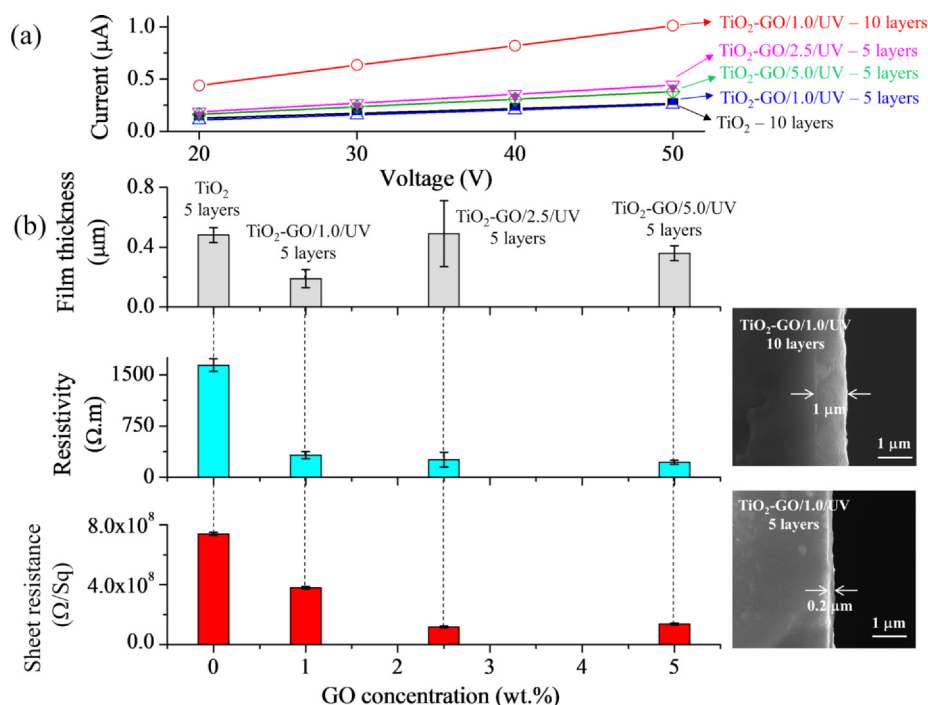 (a)
Current (µA)
1.0
0.5
0.0
20
30
40
50
Voltage (V)
TiO₂-GO/1.0/UV – 10 layers
TiO₂-GO/2.5/UV – 5 layers
TiO₂-GO/5.0/UV – 5 layers
TiO₂-GO/1.0/UV – 5 layers
TiO₂ – 10 layers
(b)
Film thickness
(µm)
0.8
0.4
0.0
TiO₂
5 layers
TiO₂-GO/1.0/UV
5 layers
TiO₂-GO/2.5/UV
5 layers
TiO₂-GO/5.0/UV
5 layers
Resistivity
(Ω.m)
1500
750
0
Sheet resistance
(Ω/Sq)
8.0x10⁸
4.0x10⁸
0.0
0
1
2
3
4
5
GO concentration (wt.%)
TiO₂-GO/1.0/UV
10 layers
1 µm
1 µm
TiO₂-GO/1.0/UV
5 layers
0.2 µm
1 µm